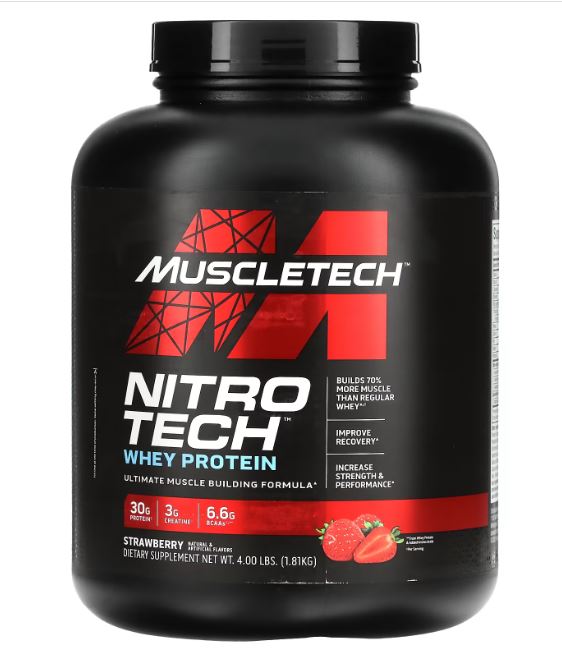 MUSCLETECH™
NITRO
TECH™
WHEY PROTEIN
ULTIMATE MUSCLE BUILDING FORMULA^
BUILDS 70%
MORE MUSCLE
THAN REGULAR
WHEY
IMPROVE
RECOVERY^
INCREASE
STRENGTH &
PERFORMANCE^
30G
PROTEIN
3G
CREATINE
6.6G
BCAAs
STRAWBERRY NATURAL &
ARTIFICIAL FLAVORS
DIETARY SUPPLEMENT NET WT. 4.00 LBS. (1.81KG)